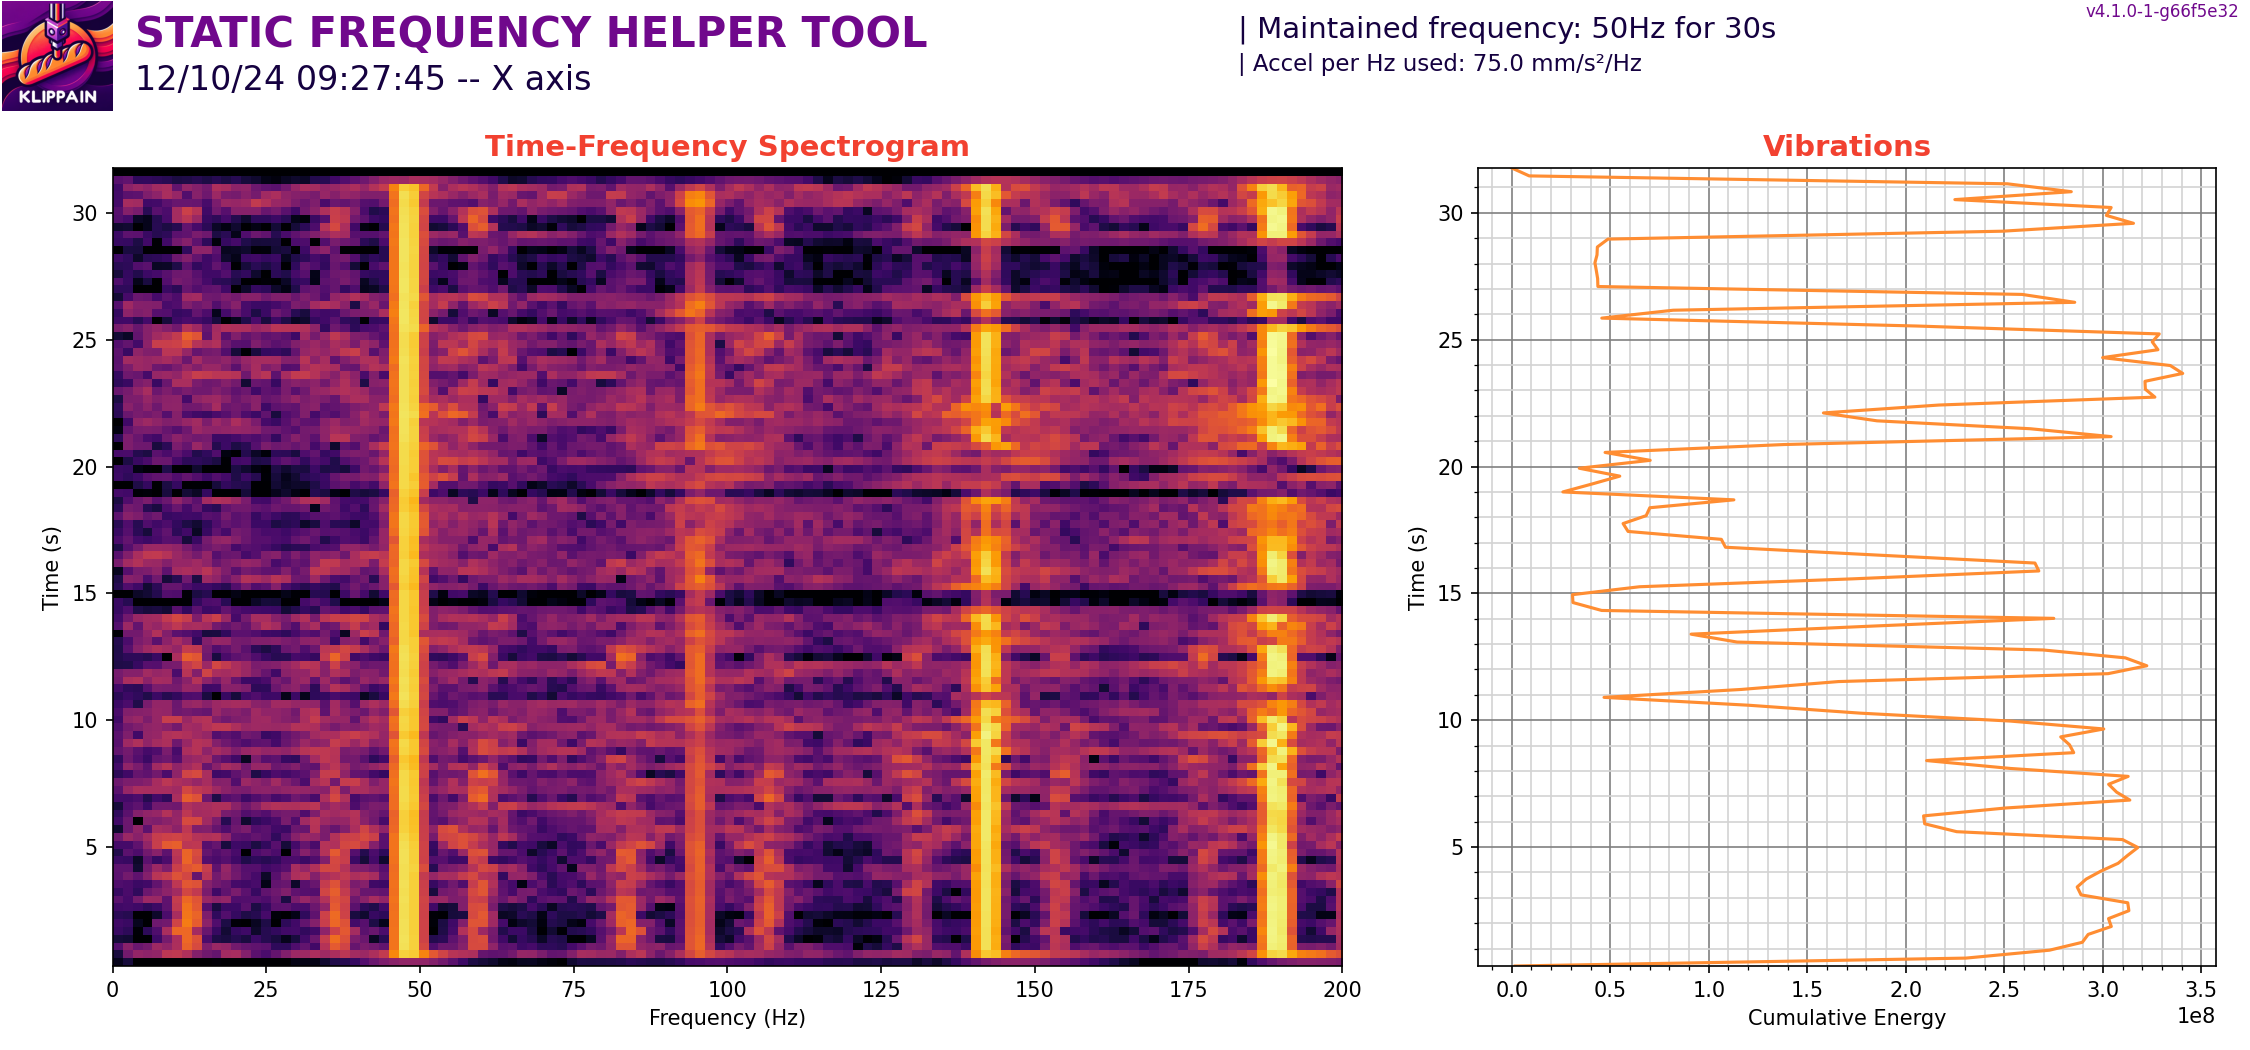 STATIC FREQUENCY HELPER TOOL
12/10/24 09:27:45 -- X axis
KLIPPAIN
| Maintained frequency: 50Hz for 30s
| Accel per Hz used: 75.0 mm/s²/Hz
v4.1.0-1-g66f5e32
Time-Frequency Spectrogram
30
25
20
15
10
5
Time (s)
0 25 50 75 100 125 150 175 200
Frequency (Hz)
Vibrations
30
25
20
15
10
5
Time (s)
0.0 0.5 1.0 1.5 2.0 2.5 3.0 3.5
1e8
Cumulative Energy